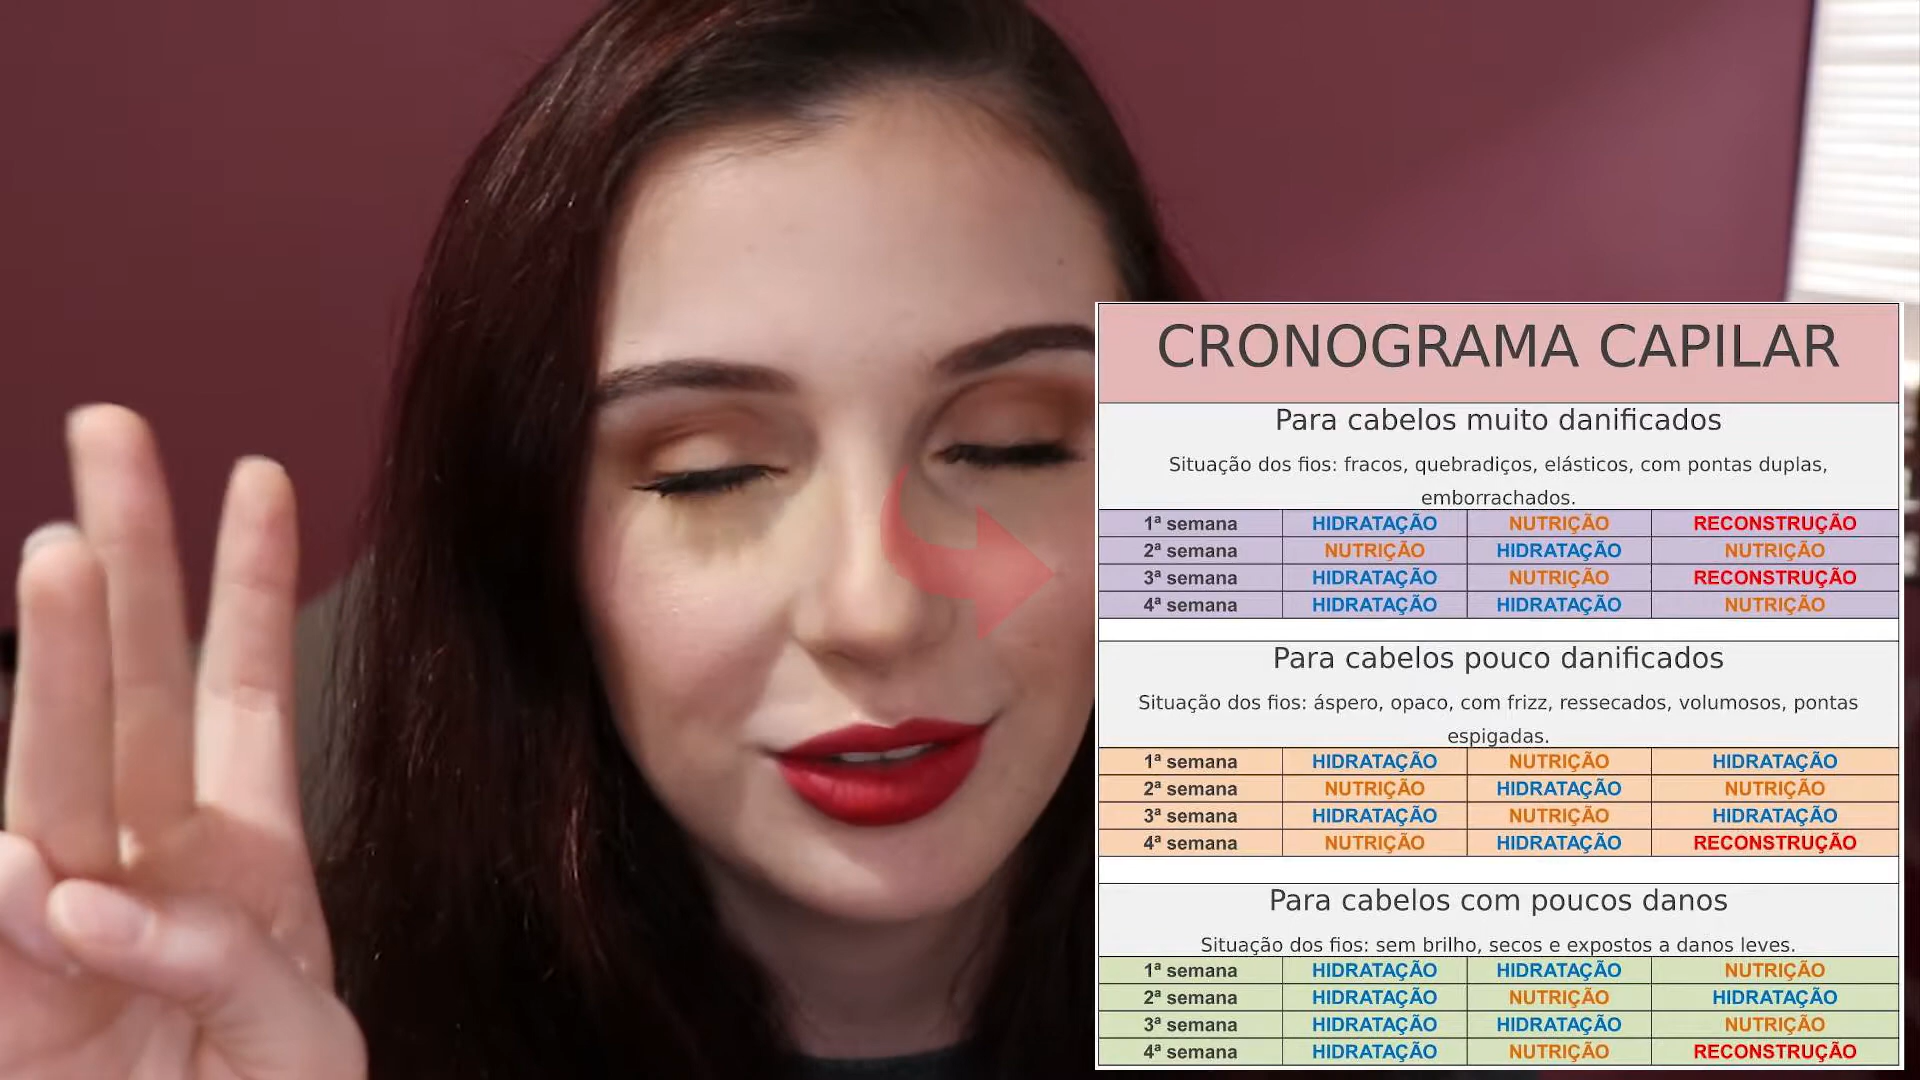 CRONOGRAMA CAPILAR
Para cabelos muito danificados
Situação dos fios: fracos, quebradiços, elásticos, com pontas duplas,
emborrachados.
1ª semana HIDRATAÇÃO NUTRIÇÃO RECONSTRUÇÃO
2ª semana NUTRIÇÃO HIDRATAÇÃO NUTRIÇÃO
3ª semana HIDRATAÇÃO NUTRIÇÃO RECONSTRUÇÃO
4ª semana HIDRATAÇÃO HIDRATAÇÃO NUTRIÇÃO
Para cabelos pouco danificados
Situação dos fios: áspero, opaco, com frizz, ressecados, volumosos, pontas
espigadas.
1ª semana HIDRATAÇÃO NUTRIÇÃO HIDRATAÇÃO
2ª semana NUTRIÇÃO HIDRATAÇÃO NUTRIÇÃO
3ª semana HIDRATAÇÃO NUTRIÇÃO HIDRATAÇÃO
4ª semana NUTRIÇÃO HIDRATAÇÃO RECONSTRUÇÃO
Para cabelos com poucos danos
Situação dos fios: sem brilho, secos e expostos a danos leves.
1ª semana HIDRATAÇÃO HIDRATAÇÃO NUTRIÇÃO
2ª semana HIDRATAÇÃO NUTRIÇÃO HIDRATAÇÃO
3ª semana HIDRATAÇÃO HIDRATAÇÃO NUTRIÇÃO
4ª semana HIDRATAÇÃO NUTRIÇÃO RECONSTRUÇÃO